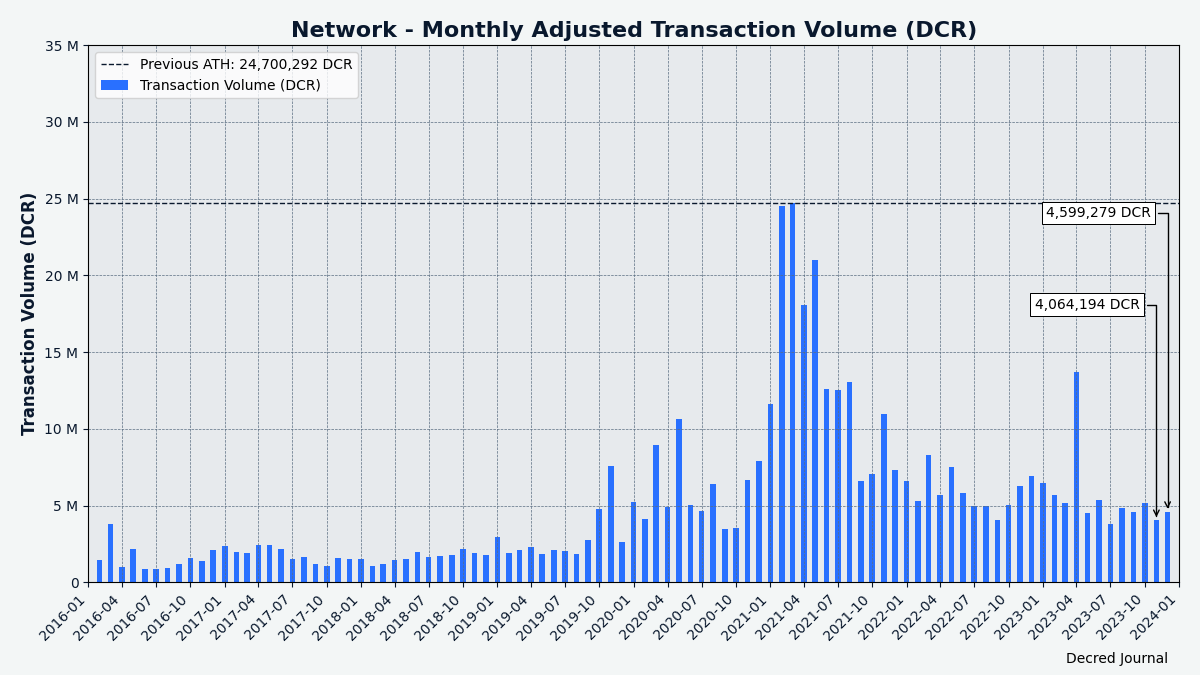 Network - Monthly Adjusted Transaction Volume (DCR)
Previous ATH: 24,700,292 DCR
Transaction Volume (DCR)
Transaction Volume (DCR)
35 M
30 M
25 M
20 M
15 M
10 M
5 M
0
4,599,279 DCR
4,064,194 DCR
2016-01
2016-04
2016-07
2016-10
2017-01
2017-04
2017-07
2017-10
2018-01
2018-04
2018-07
2018-10
2019-01
2019-04
2019-07
2019-10
2020-01
2020-04
2020-07
2020-10
2021-01
2021-04
2021-07
2021-10
2022-01
2022-04
2022-07
2022-10
2023-01
2023-04
2023-07
2023-10
2024-01
Decred Journal